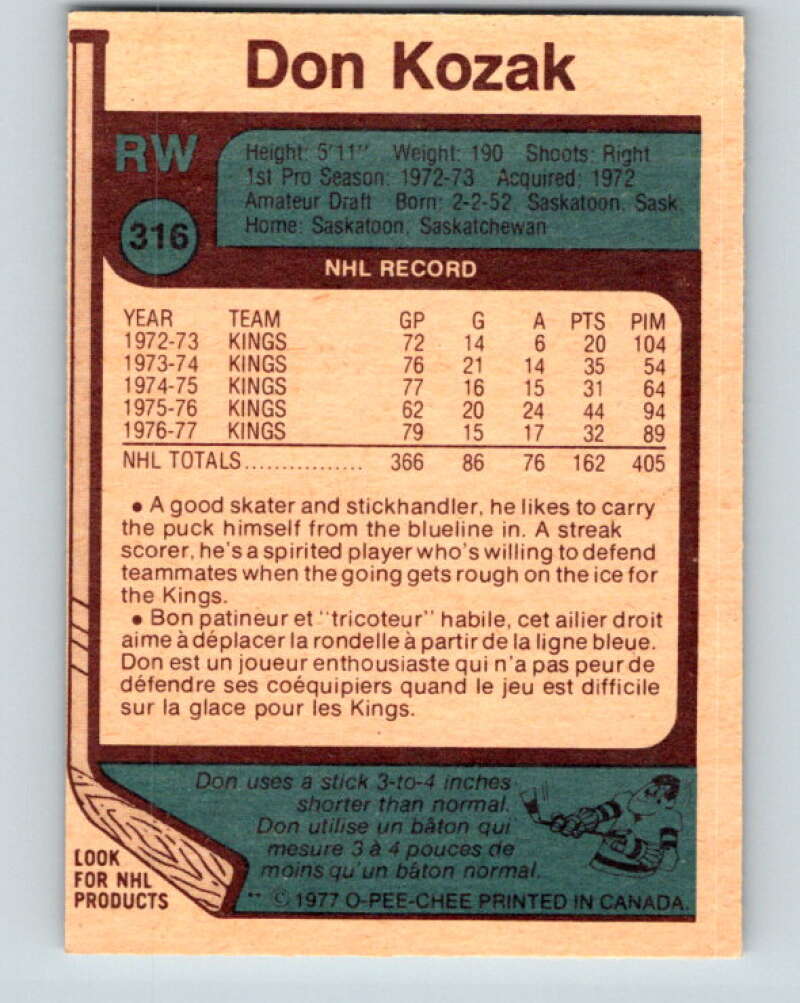 Don Kozak
RW
316
Height: 5'11" Weight: 190 Shoots: Right
1st Pro Season: 1972-73 Acquired: 1972
Amateur Draft Born: 2-2-52 Saskatoon, Sask.
Home: Saskatoon, Saskatchewan
NHL RECORD
YEAR TEAM GP G A PTS PIM
1972-73 KINGS 72 14 6 20 104
1973-74 KINGS 76 21 14 35 54
1974-75 KINGS 77 16 15 31 64
1975-76 KINGS 62 20 24 44 94
1976-77 KINGS 79 15 17 32 89
NHL TOTALS................ 366 86 76 162 405
• A good skater and stickhandler, he likes to carry
the puck himself from the blueline in. A streak
scorer, he's a spirited player who's willing to defend
teammates when the going gets rough on the ice for
the Kings.
• Bon patineur et "tricoteur" habile, cet ailier droit
aime à déplacer la rondelle à partir de la ligne bleue.
Don est un joueur enthousiaste qui n'a pas peur de
défendre ses coéquipiers quand le jeu est difficile
sur la glace pour les Kings.
Don uses a stick 3-to-4 inches
shorter than normal.
Don utilise un bâton qui
mesure 3 à 4 pouces de
moins qu'un bâton normal.
LOOK
FOR NHL
PRODUCTS
** © 1977 O-PEE-CHEE PRINTED IN CANADA.